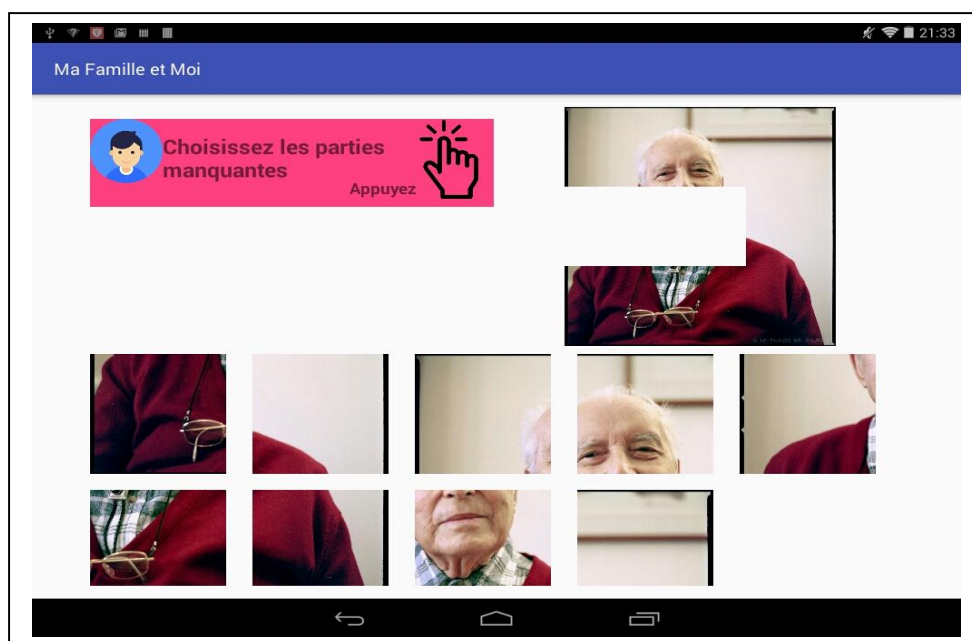 21:33
Ma Famille et Moi
Choisissez les parties
manquantes
Appuyez